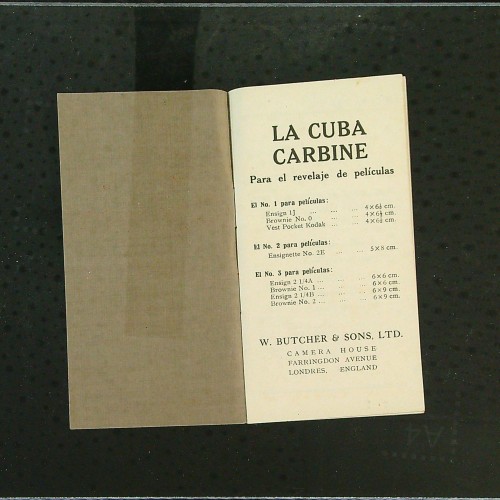 LA CUBA
CARBINE
Para el revelaje de películas
El No. 1 para películas:
Ensign 1J ... ... ... 4×6½ cm.
Brownie No. 0 ... ... 4×6½ cm.
Vest Pocket Kodak ... ... 4×6½ cm.
El No. 2 para películas:
Ensignette No. 2E ... ... 5×8 cm.
El No. 3 para películas:
Ensign 2 1/4A ... ... ... 6×6 cm.
Brownie No. 1 ... ... ... 6×6 cm.
Ensign 2 1/4B ... ... ... 6×9 cm.
Brownie No. 2 ... ... ... 6×9 cm.
W. BUTCHER & SONS, LTD.
CAMERA HOUSE
FARRINGDON AVENUE
LONDRES, ENGLAND
A4